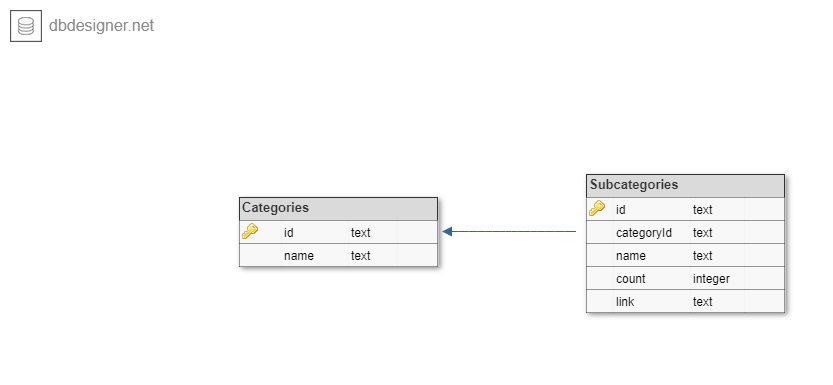 dbdesigner.net
Categories
id text
name text
Subcategories
id text
categoryId text
name text
count integer
link text